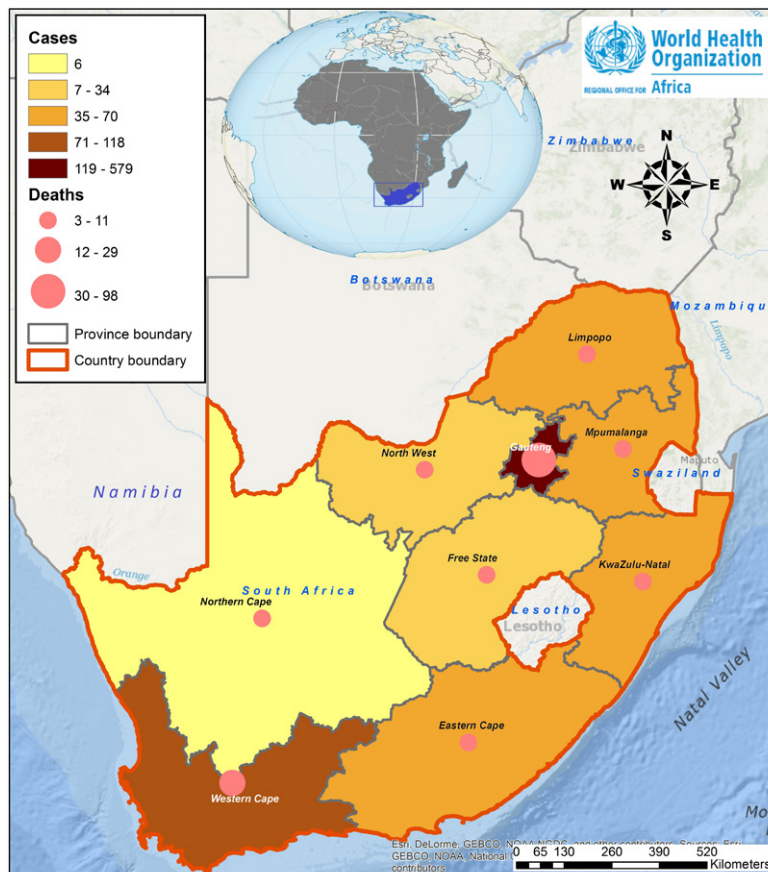 Cases
6
7 - 34
35 - 70
71 - 118
119 - 579
Deaths
3 - 11
12 - 29
30 - 98
Province boundary
Country boundary
World Health
Organization
REGIONAL OFFICE FOR Africa
N
W E
S
Zimbabwe
Zimbabwe
Botswana
Botswana
Mozambiqu
Limpopo
Limpopo
Mpumalanga
Gauteng
North West
Maputo
Swaziland
Namibia
Free State
KwaZulu-Natal
Orange
South Africa
Northern Cape
Lesotho
Lesotho
Natal Valley
Eastern Cape
Western Cape
Mo
Esri, DeLorme, GEBCO, NOAA NGDC, and other contributors, Sources: Esri,
GEBCO, NOAA, National
contributors
0 65 130 260 390 520
Kilometers